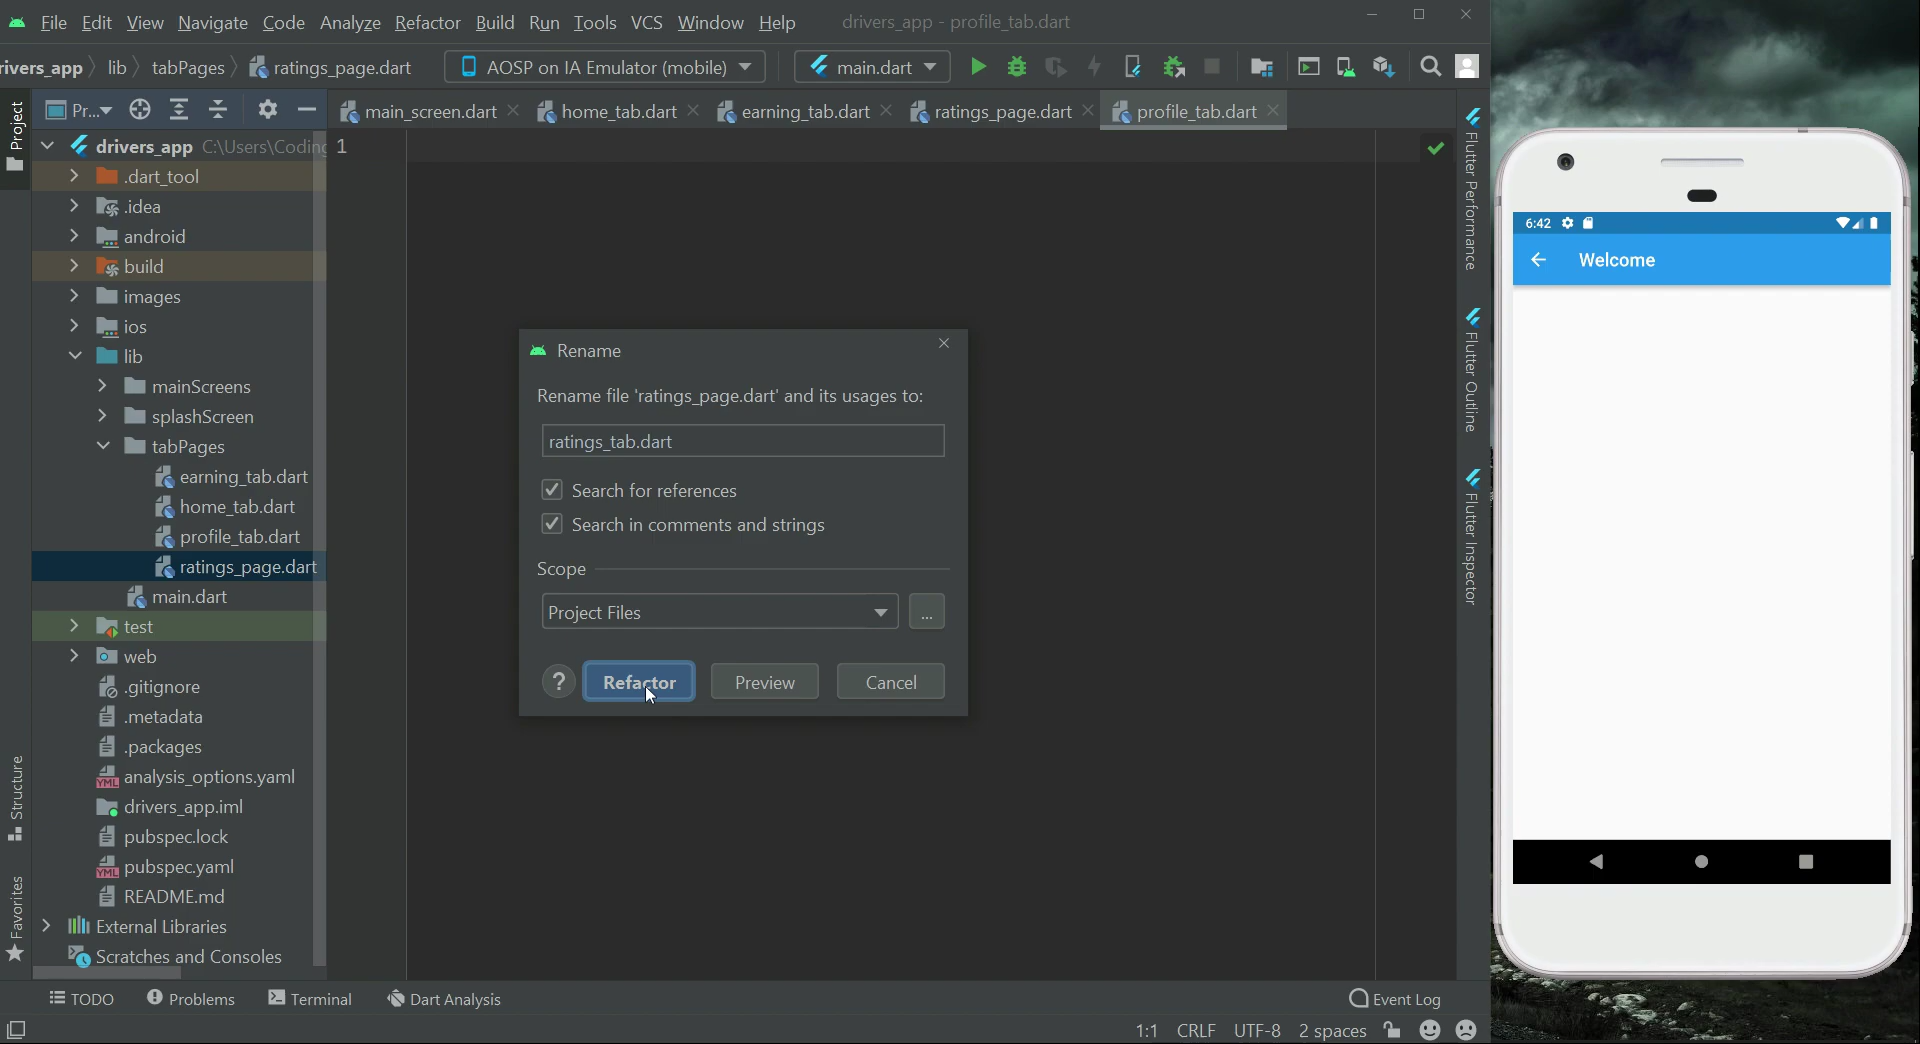 File Edit View Navigate Code Analyze Refactor Build Run Tools VCS Window Help drivers_app - profile_tab.dart
rivers_app lib tabPages ratings_page.dart AOSP on IA Emulator (mobile) main.dart
Project
Pr...
main_screen.dart home_tab.dart earning_tab.dart ratings_page.dart profile_tab.dart
drivers_app C:\Users\Coding
1
.dart_tool
.idea
android
build
images
ios
lib
mainScreens
splashScreen
tabPages
earning_tab.dart
home_tab.dart
profile_tab.dart
ratings_page.dart
main.dart
test
web
.gitignore
.metadata
.packages
analysis_options.yaml
drivers_app.iml
pubspec.lock
pubspec.yaml
README.md
External Libraries
Scratches and Consoles
Structure
Favorites
Rename
Rename file 'ratings_page.dart' and its usages to:
ratings_tab.dart
Search for references
Search in comments and strings
Scope
Project Files
...
? Refactor Preview Cancel
Flutter Performance
Flutter Outline
Flutter Inspector
6:42
Welcome
TODO Problems Terminal Dart Analysis Event Log
1:1 CRLF UTF-8 2 spaces